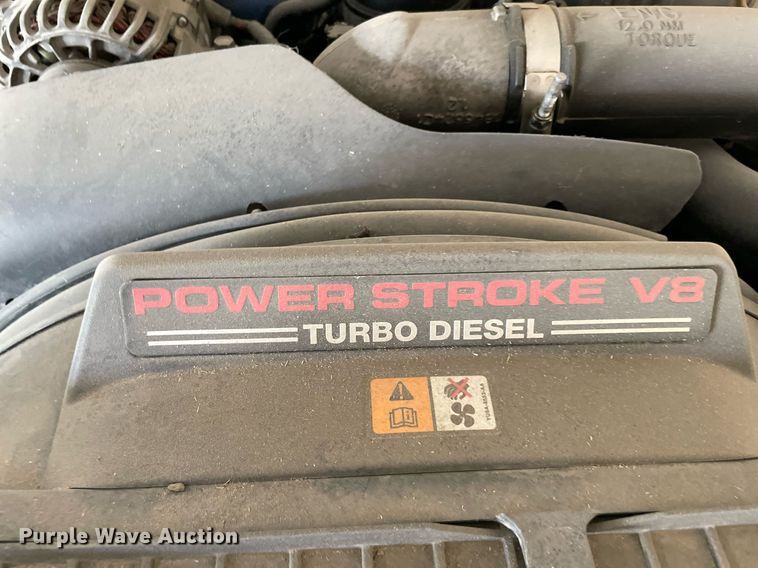 12.0 NM
TORQUE
POWER STROKE V8
TURBO DIESEL
Purple Wave Auction